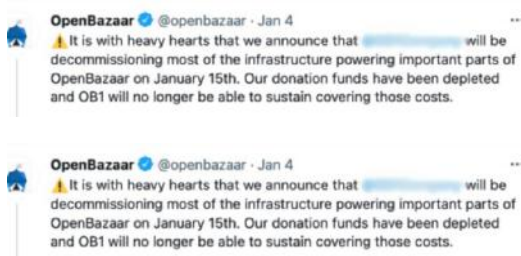 OpenBazaar @openbazaar · Jan 4
⚠️It is with heavy hearts that we announce that will be
decommissioning most of the infrastructure powering important parts of
OpenBazaar on January 15th. Our donation funds have been depleted
and OB1 will no longer be able to sustain covering those costs.
OpenBazaar @openbazaar · Jan 4
⚠️It is with heavy hearts that we announce that will be
decommissioning most of the infrastructure powering important parts of
OpenBazaar on January 15th. Our donation funds have been depleted
and OB1 will no longer be able to sustain covering those costs.